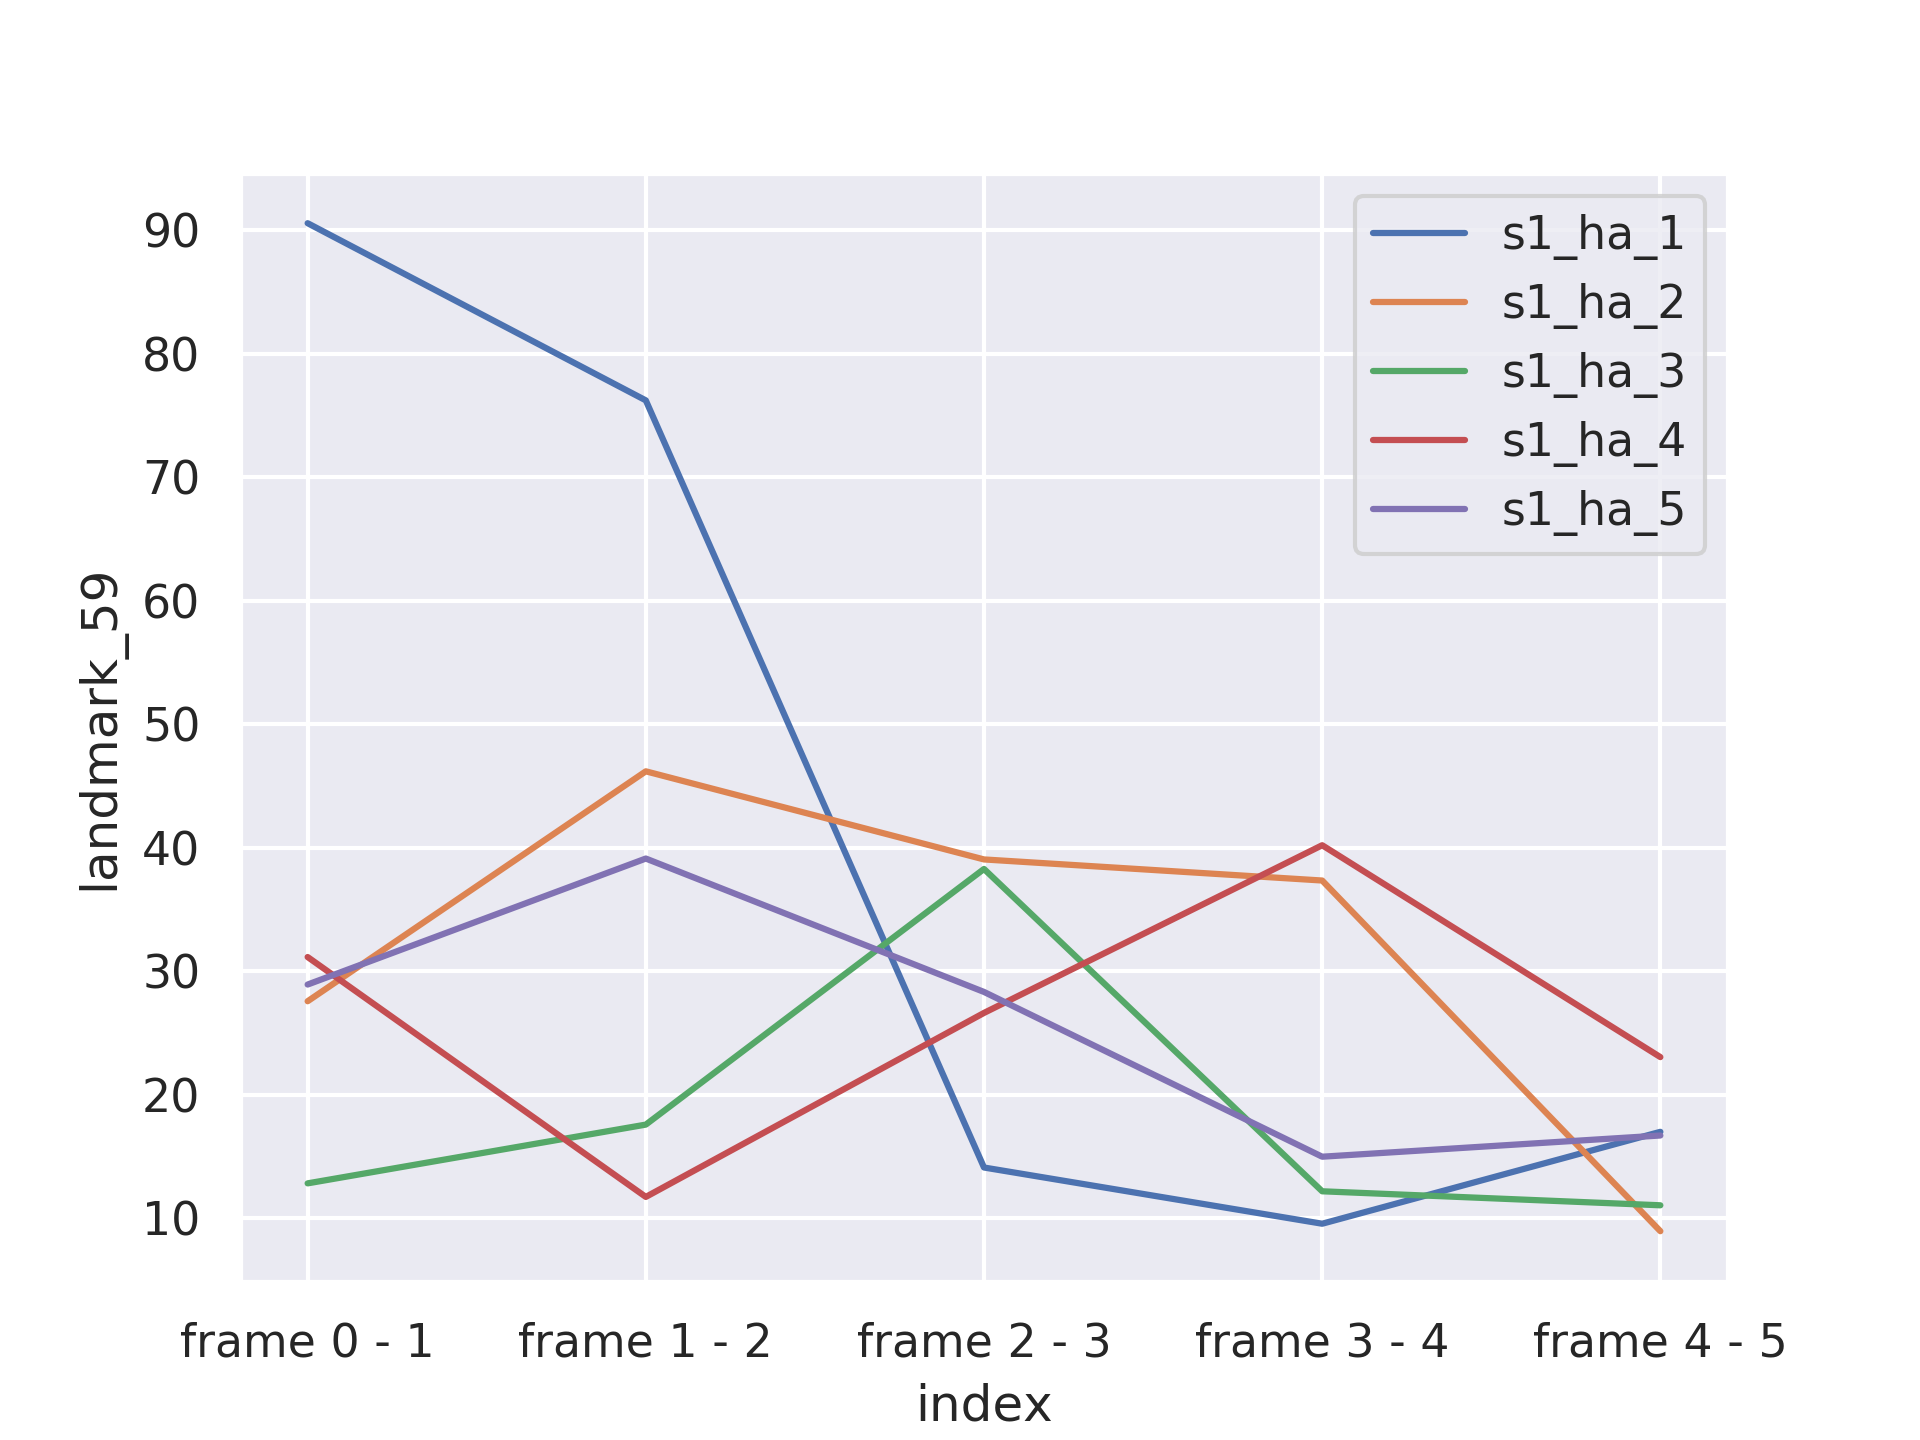 90
80
70
60
50
40
30
20
10
landmark_59
s1_ha_1
s1_ha_2
s1_ha_3
s1_ha_4
s1_ha_5
frame 0 - 1
frame 1 - 2
frame 2 - 3
frame 3 - 4
frame 4 - 5
index